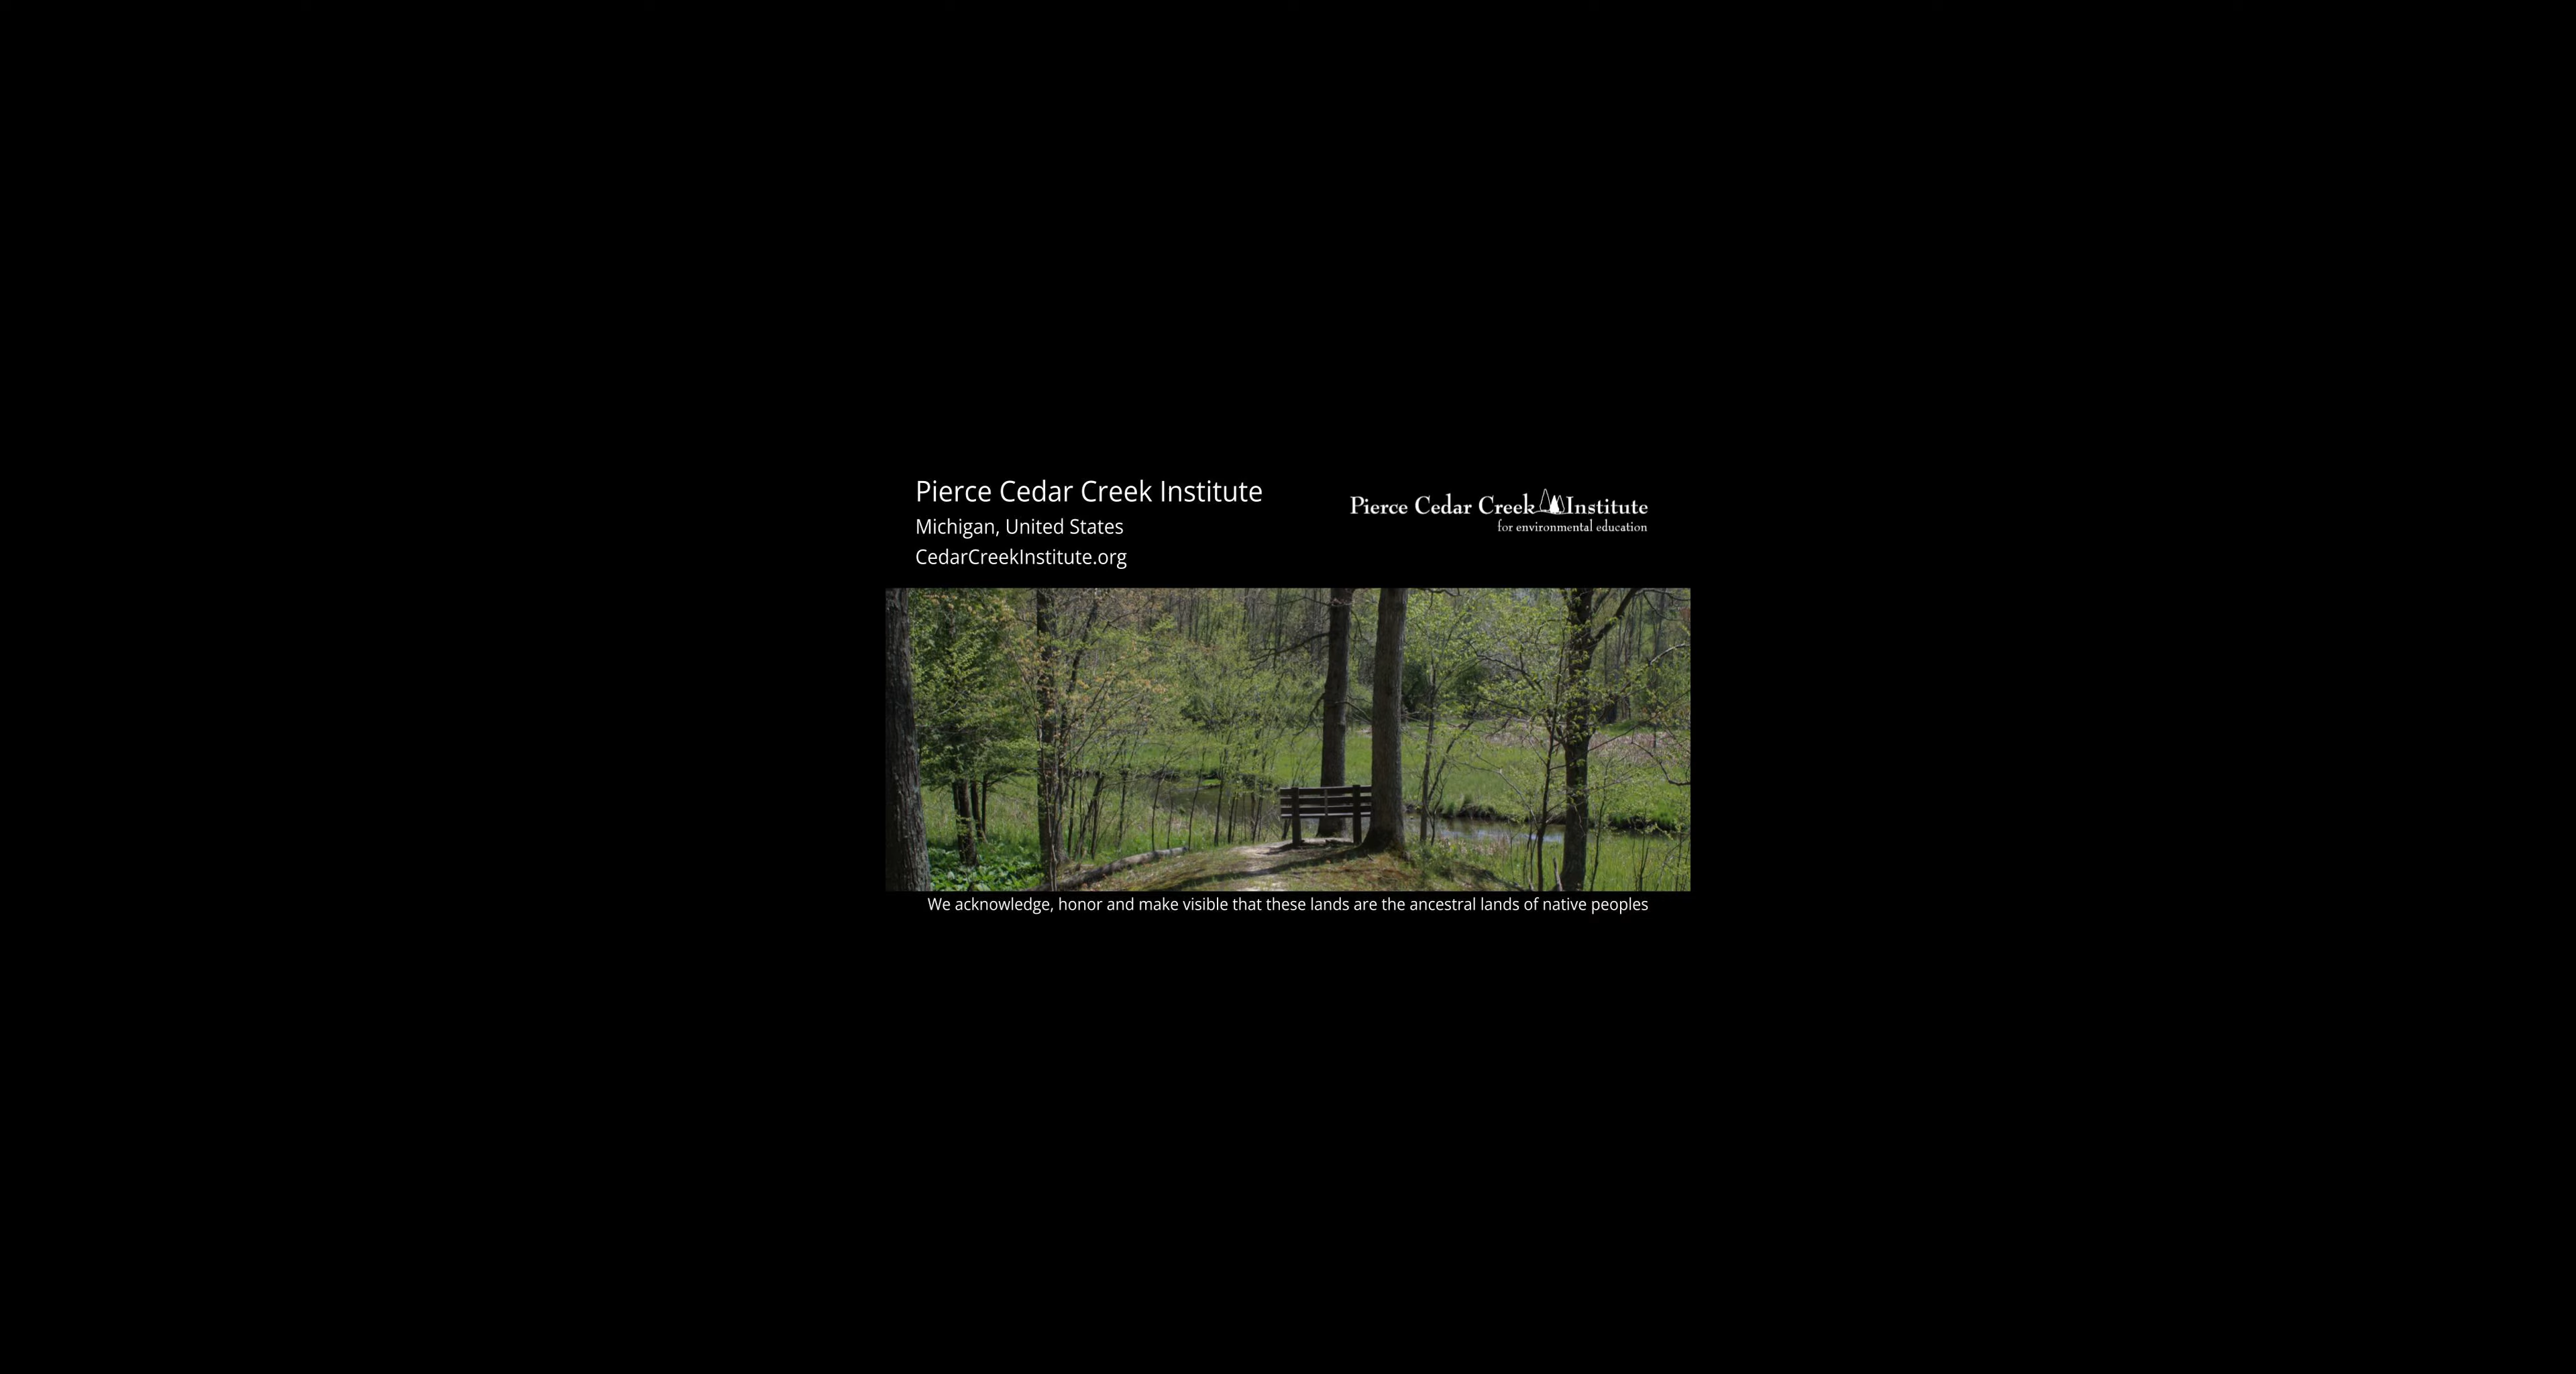 Pierce Cedar Creek Institute
Michigan, United States
CedarCreekInstitute.org
Pierce Cedar Creek Institute
for environmental education
We acknowledge, honor and make visible that these lands are the ancestral lands of native peoples